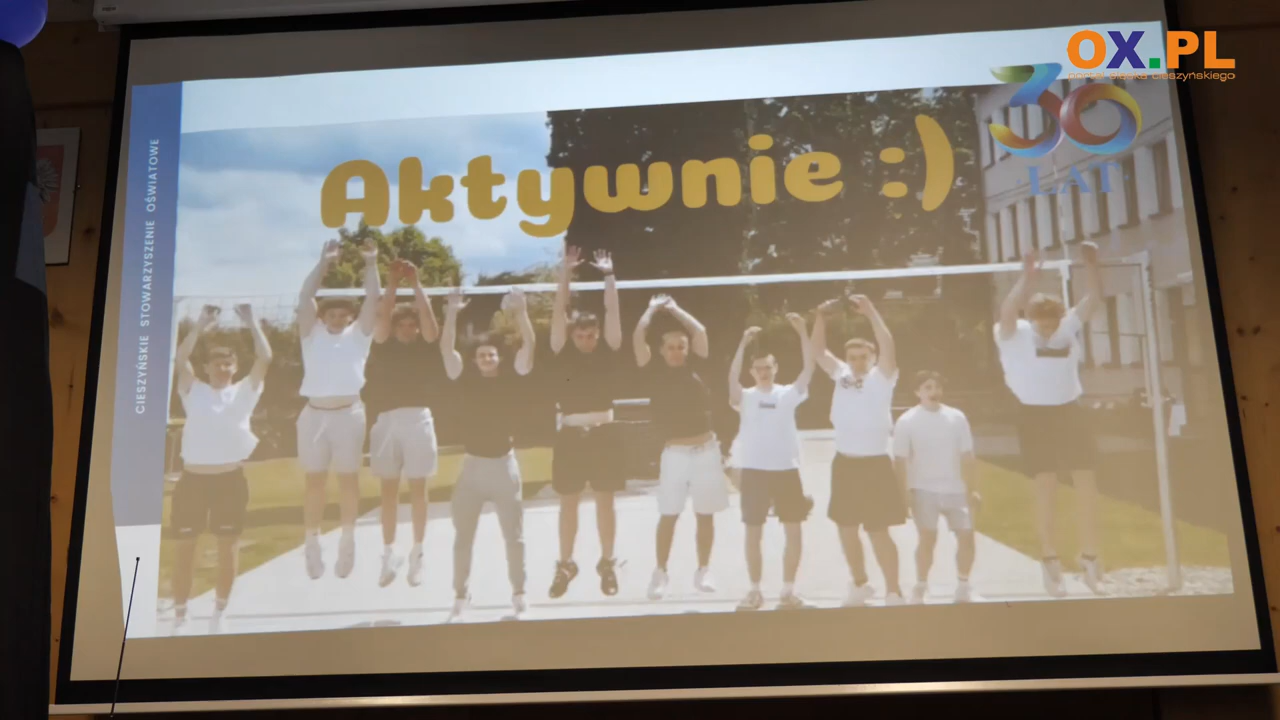 OX.PL
portal śląska cieszyńskiego
30
LAT
Aktywnie :)
CIESZYŃSKIE STOWARZYSZENIE OŚWIATOWE